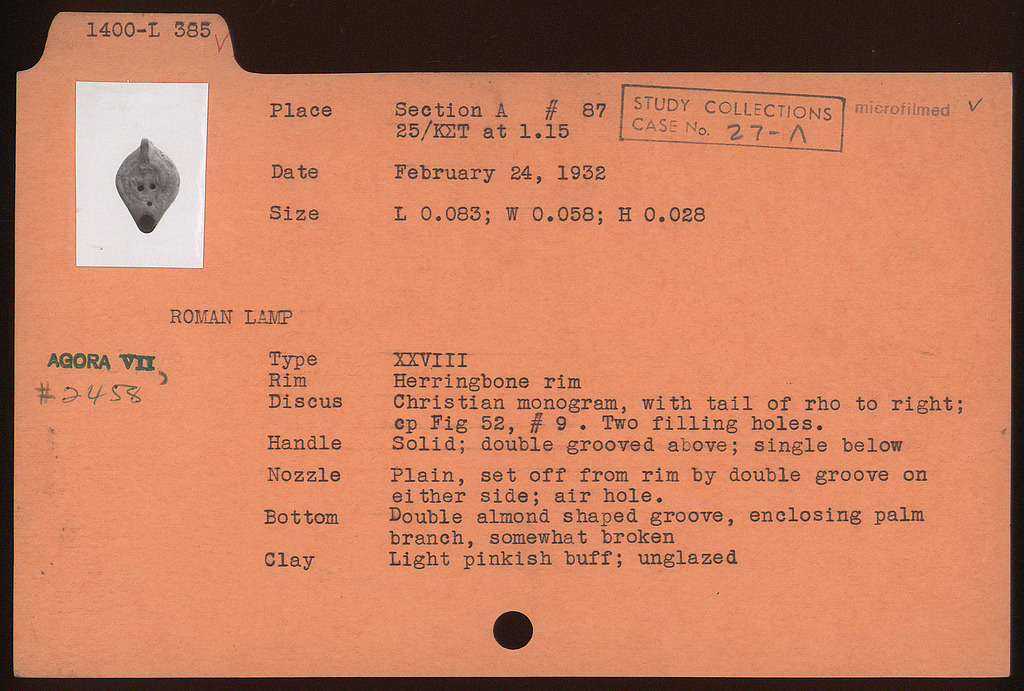 1400-L 385 ✓
Place Section A # 87
25/ΚΣΤ at 1.15
STUDY COLLECTIONS
CASE No. 27-Λ
microfilmed ✓
Date February 24, 1932
Size L 0.083; W 0.058; H 0.028
ROMAN LAMP
AGORA VII,
#2458
Type XXVIII
Rim Herringbone rim
Discus Christian monogram, with tail of rho to right;
cp Fig 52, # 9 . Two filling holes.
Handle Solid; double grooved above; single below
Nozzle Plain, set off from rim by double groove on
either side; air hole.
Bottom Double almond shaped groove, enclosing palm
branch, somewhat broken
Clay Light pinkish buff; unglazed